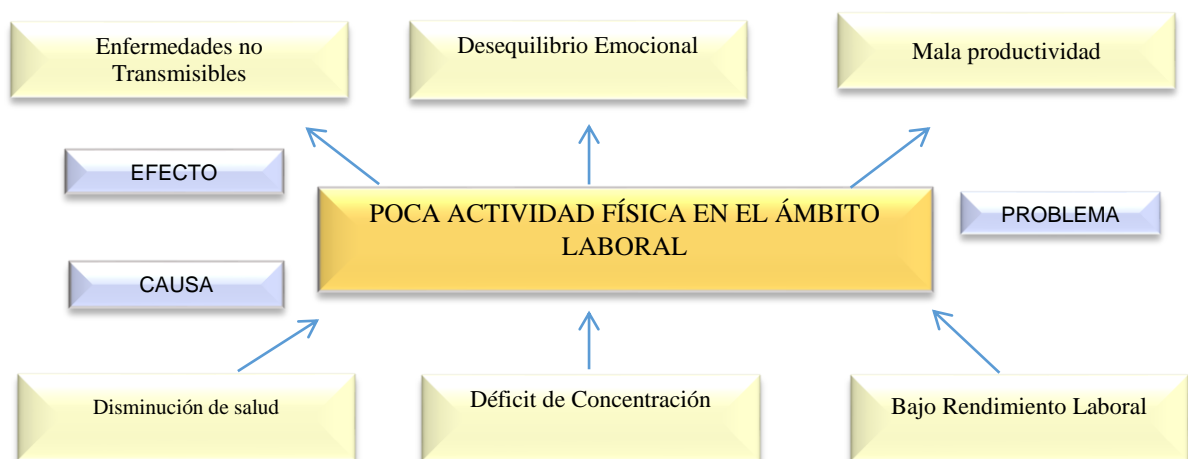 Enfermedades no
Transmisibles
Desequilibrio Emocional
Mala productividad
EFECTO
POCA ACTIVIDAD FÍSICA EN EL ÁMBITO
LABORAL
PROBLEMA
CAUSA
Disminución de salud
Déficit de Concentración
Bajo Rendimiento Laboral